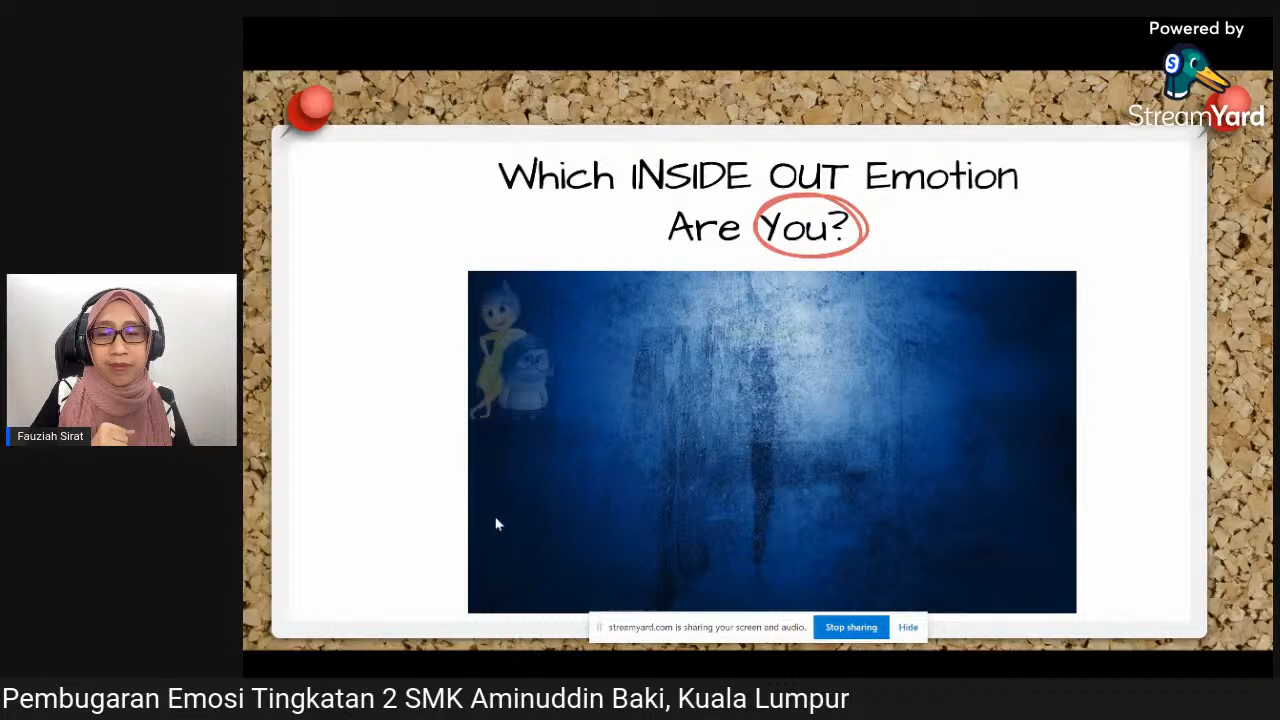 Powered by
StreamYard
Which INSIDE OUT Emotion
Are You?
Fauziah Sirat
streamyard.com is sharing your screen and audio.
Stop sharing
Hide
Pembugaran Emosi Tingkatan 2 SMK Aminuddin Baki, Kuala Lumpur